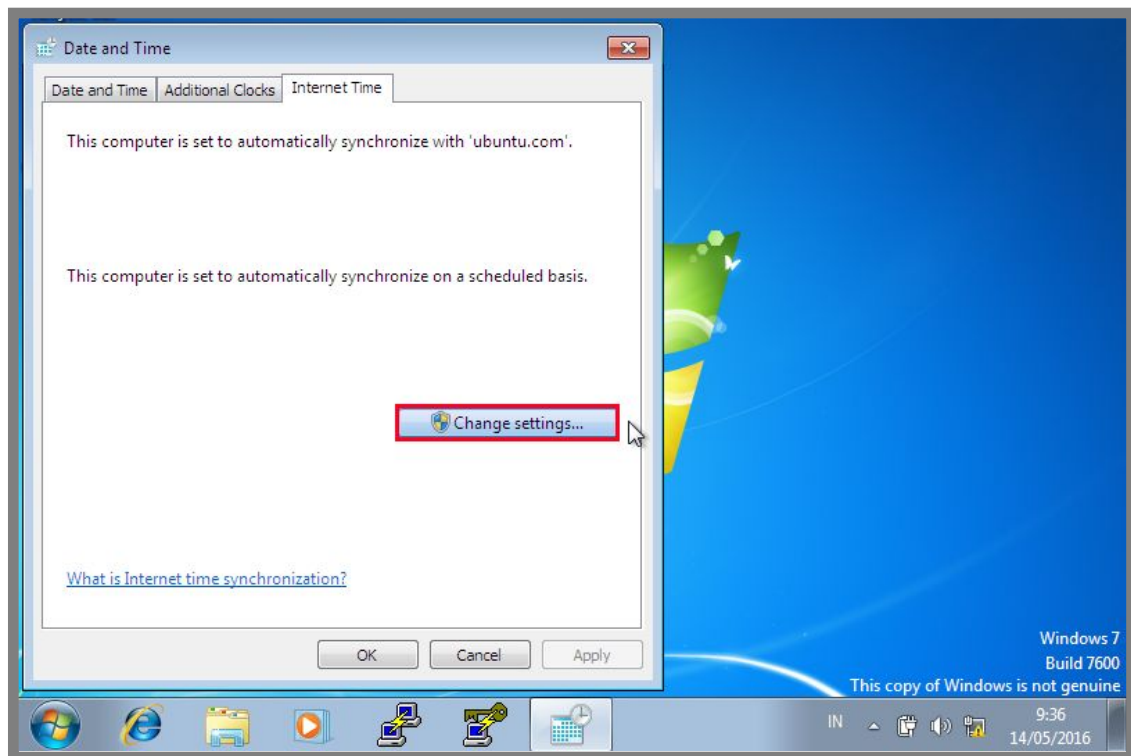 Date and Time
Date and Time
Additional Clocks
Internet Time
This computer is set to automatically synchronize with 'ubuntu.com'.
This computer is set to automatically synchronize on a scheduled basis.
Change settings...
What is Internet time synchronization?
OK
Cancel
Apply
Windows 7
Build 7600
This copy of Windows is not genuine
IN
9:36
14/05/2016